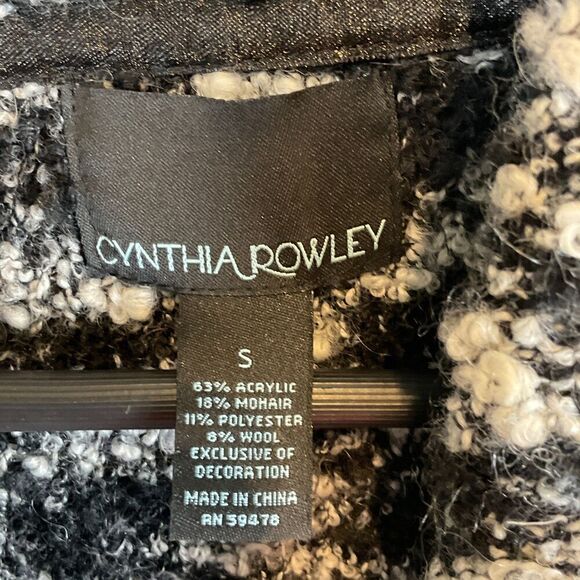 CYNTHIA ROWLEY
S
63% ACRYLIC
18% MOHAIR
11% POLYESTER
8% WOOL
EXCLUSIVE OF
DECORATION
MADE IN CHINA
RN 59478